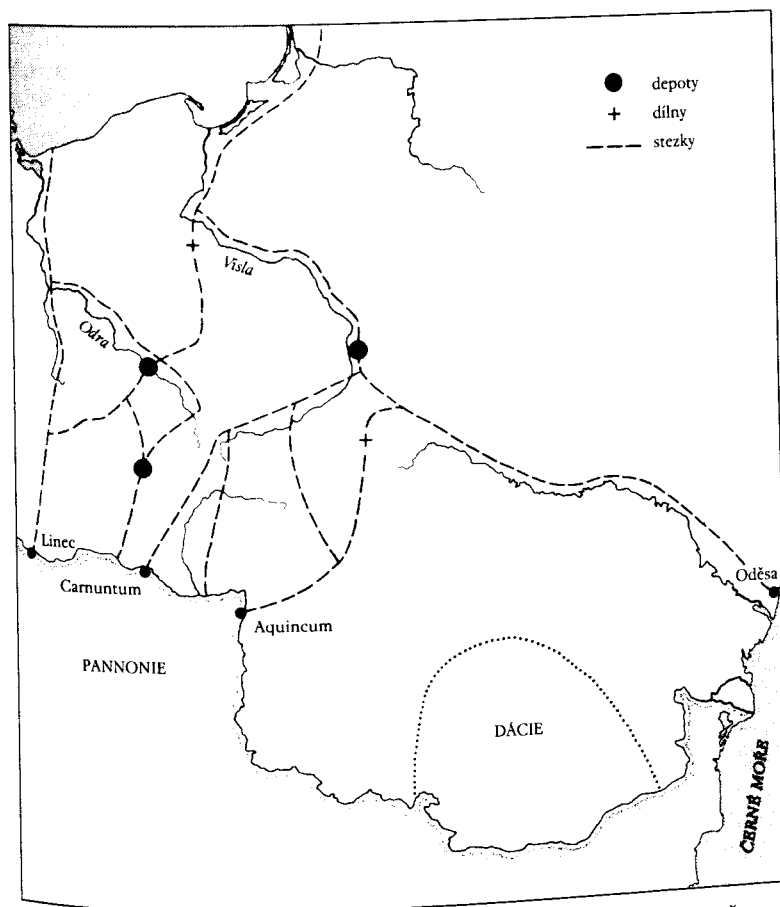 depoty
dílny
stezky
Visla
Odra
Linec
Carnuntum
Aquincum
Oděsa
PANNONIE
DÁCIE
ČERNÉ MOŘE